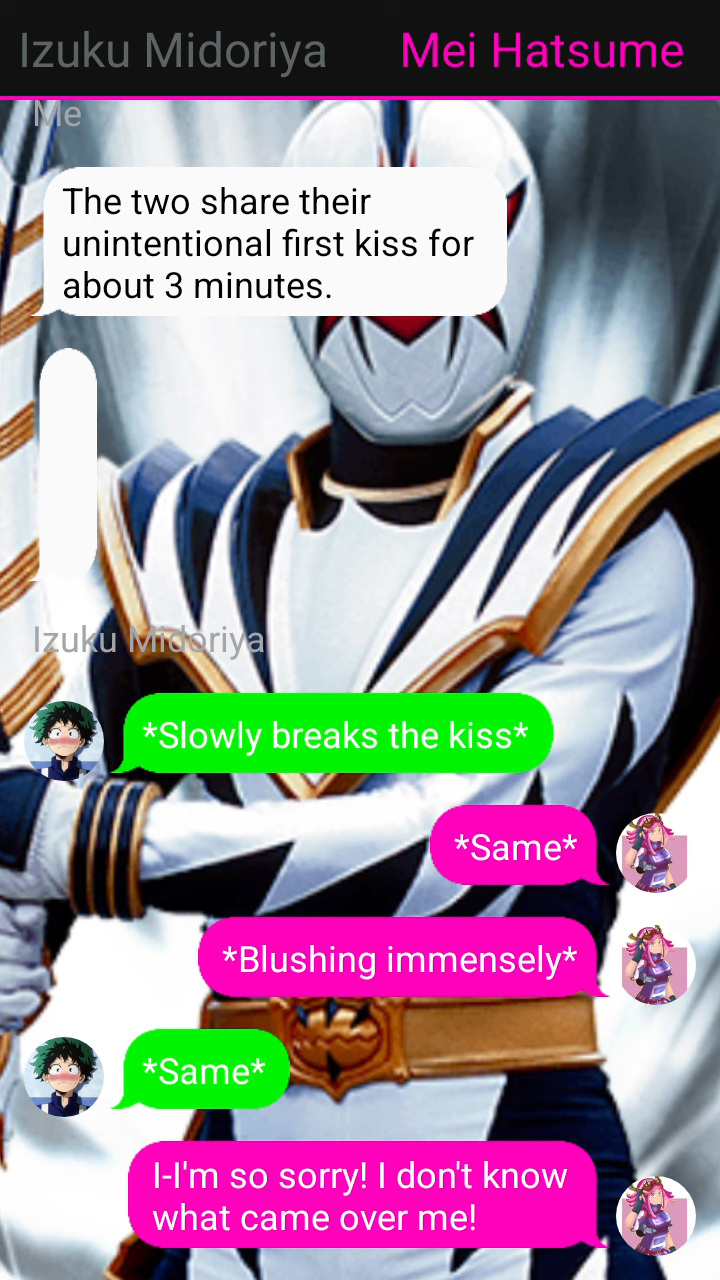 Izuku Midoriya Mei Hatsume
Me
The two share their
unintentional first kiss for
about 3 minutes.
Izuku Midoriya
*Slowly breaks the kiss*
*Same*
*Blushing immensely*
*Same*
I-I'm so sorry! I don't know
what came over me!